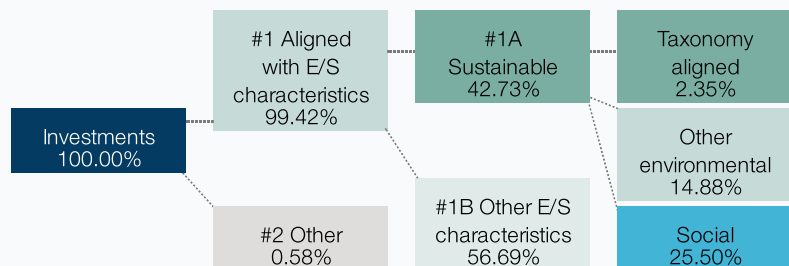 Investments
100.00%
#1 Aligned
with E/S
characteristics
99.42%
#2 Other
0.58%
#1A
Sustainable
42.73%
#1B Other E/S
characteristics
56.69%
Taxonomy
aligned
2.35%
Other
environmental
14.88%
Social
25.50%